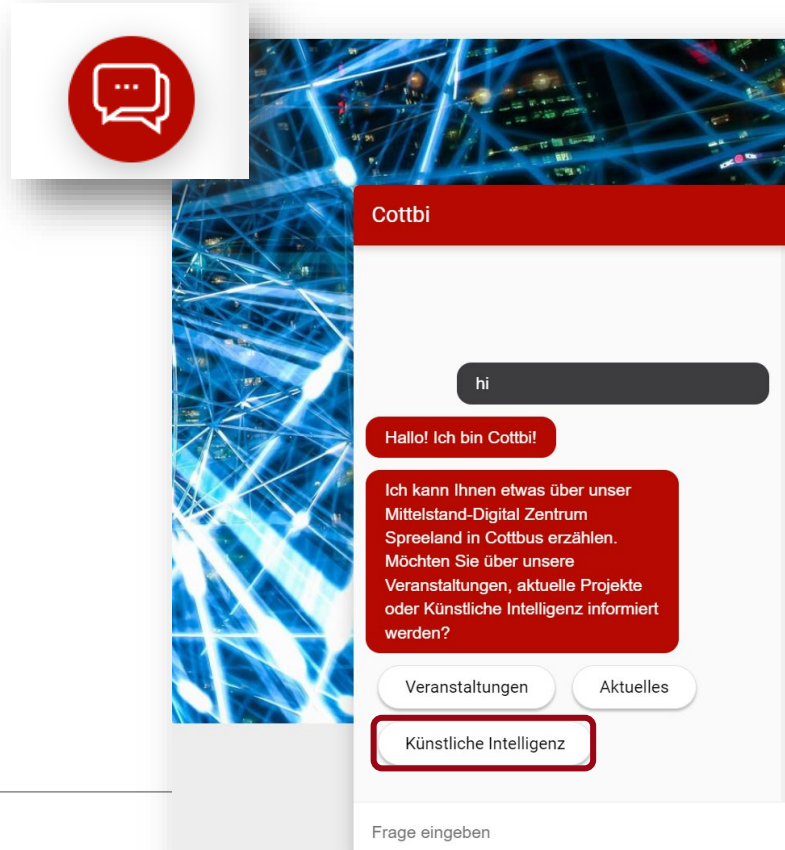 Cottbi
hi
Hallo! Ich bin Cottbi!
Ich kann Ihnen etwas über unser
Mittelstand-Digital Zentrum
Spreeland in Cottbus erzählen.
Möchten Sie über unsere
Veranstaltungen, aktuelle Projekte
oder Künstliche Intelligenz informiert
werden?
Veranstaltungen Aktuelles
Künstliche Intelligenz
Frage eingeben